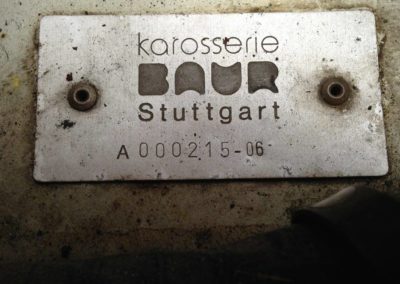 karosserie
BAUR
Stuttgart
A 000215-06